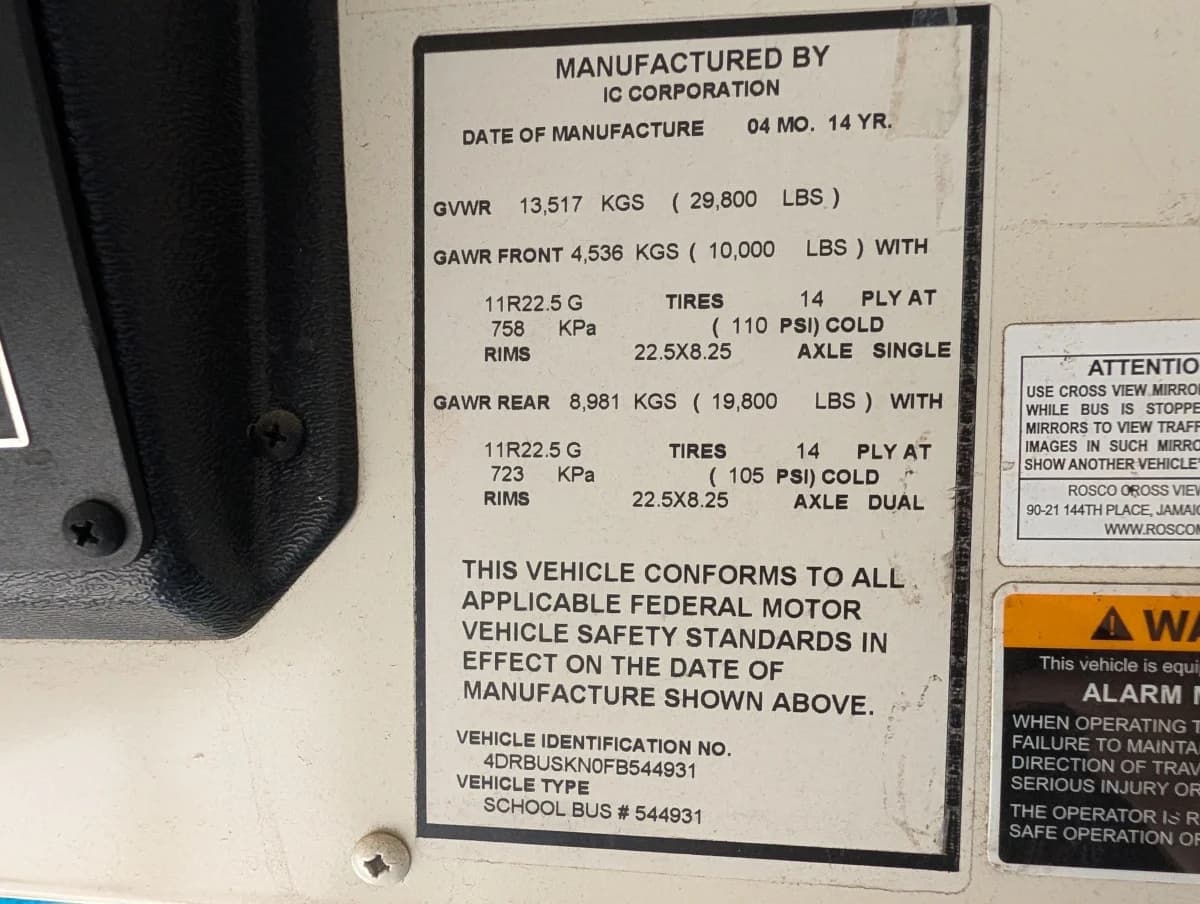 MANUFACTURED BY
IC CORPORATION
DATE OF MANUFACTURE 04 MO. 14 YR.
GVWR 13,517 KGS ( 29,800 LBS )
GAWR FRONT 4,536 KGS ( 10,000 LBS ) WITH
11R22.5 G TIRES 14 PLY AT
758 KPa ( 110 PSI) COLD
RIMS 22.5X8.25 AXLE SINGLE
GAWR REAR 8,981 KGS ( 19,800 LBS ) WITH
11R22.5 G TIRES 14 PLY AT
723 KPa ( 105 PSI) COLD
RIMS 22.5X8.25 AXLE DUAL
THIS VEHICLE CONFORMS TO ALL
APPLICABLE FEDERAL MOTOR
VEHICLE SAFETY STANDARDS IN
EFFECT ON THE DATE OF
MANUFACTURE SHOWN ABOVE.
VEHICLE IDENTIFICATION NO.
4DRBUSKN0FB544931
VEHICLE TYPE
SCHOOL BUS # 544931
ATTENTIO
USE CROSS VIEW MIRRO
WHILE BUS IS STOPPE
MIRRORS TO VIEW TRAFF
IMAGES IN SUCH MIRRO
SHOW ANOTHER VEHICLE
ROSCO CROSS VIEW
90-21 144TH PLACE, JAMAIC
WWW.ROSCOM
WA
This vehicle is equi
ALARM
WHEN OPERATING T
FAILURE TO MAINTA
DIRECTION OF TRAV
SERIOUS INJURY OR
THE OPERATOR IS R
SAFE OPERATION OF